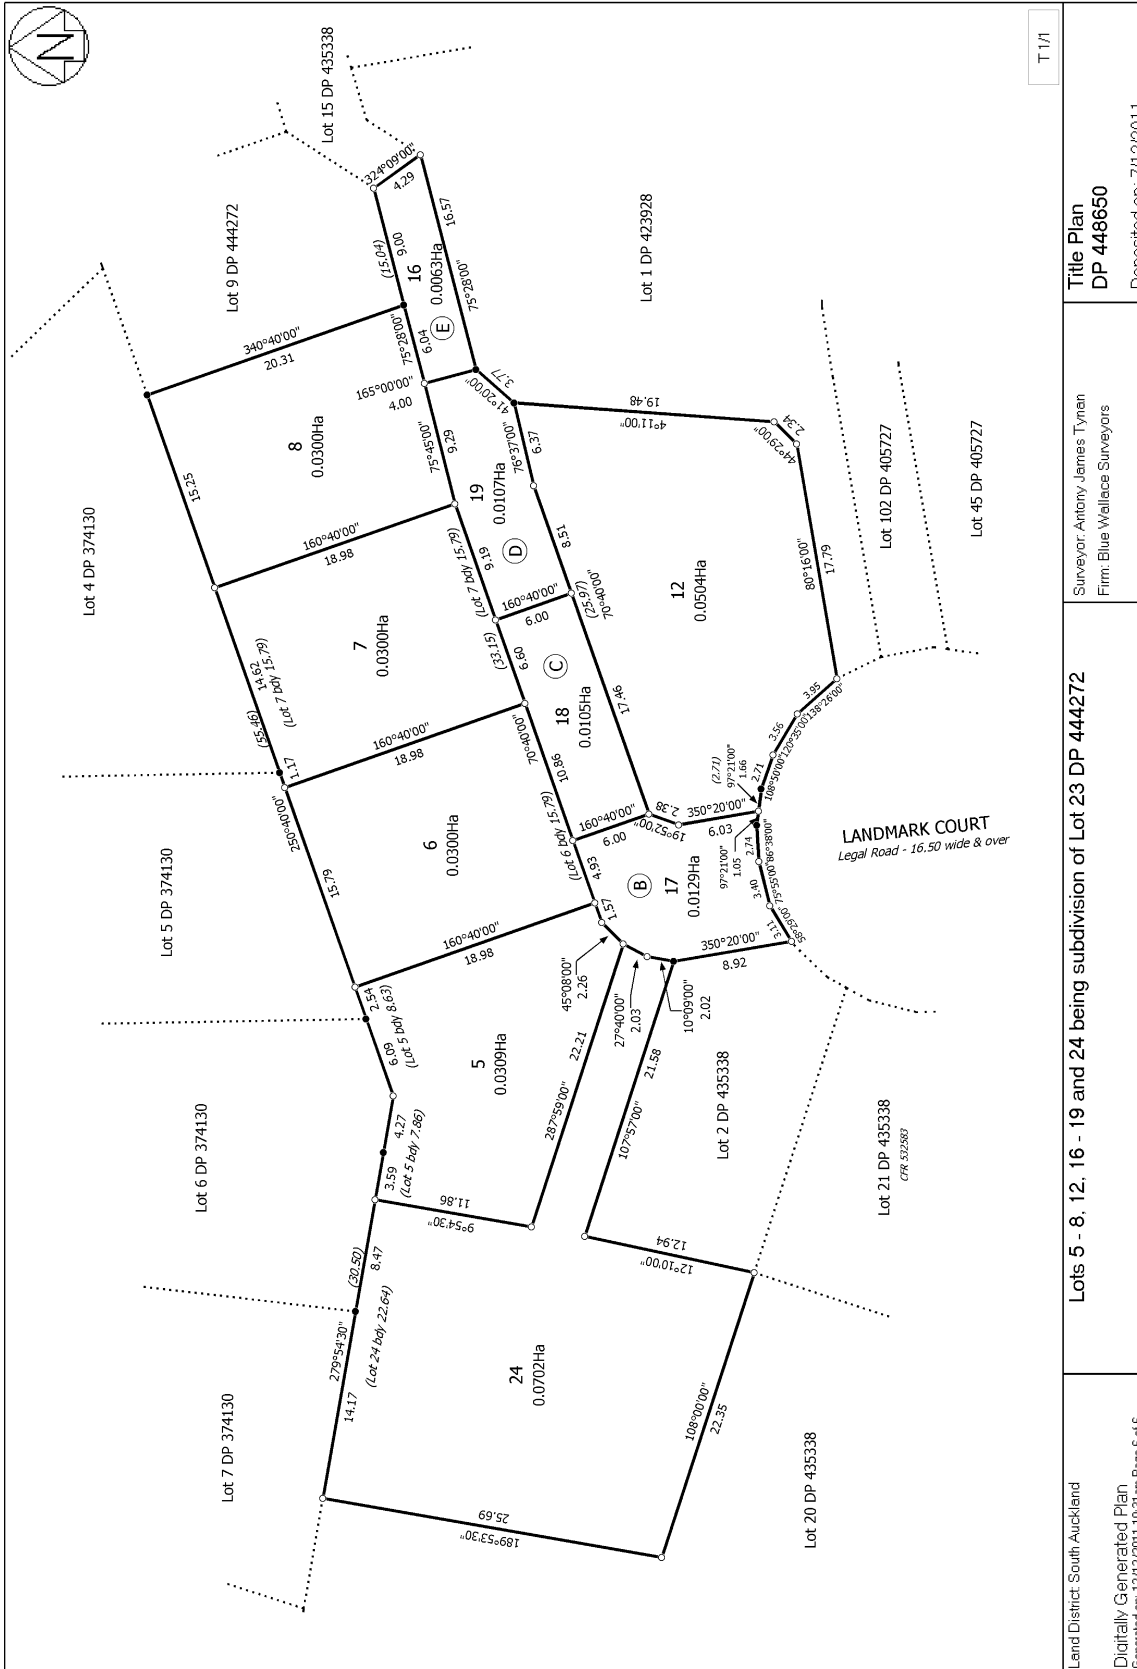 N
Lot 15 DP 435338
Lot 9 DP 444272
Lot 4 DP 374130
Lot 5 DP 374130
Lot 6 DP 374130
Lot 7 DP 374130
Lot 1 DP 423928
Lot 102 DP 405727
Lot 45 DP 405727
Lot 2 DP 435338
Lot 21 DP 435338
CFR 532583
Lot 20 DP 435338
LANDMARK COURT
Legal Road - 16.50 wide & over
324°09'00"
4.29
16.57
75°28'00"
(15.04)
9.00
16
0.0063Ha
E
75°28'00"
6.04
340°40'00"
20.31
165°00'00"
4.00
41°20'00"
3.77
8
0.0300Ha
15.25
75°45'00"
9.29
76°37'00"
6.37
19
0.0107Ha
D
19.48
4°11'00"
2.34
44°29'00"
160°40'00"
18.98
(Lot 7 bdy 15.79)
9.19
8.51
160°40'00"
6.00
(25.97)
70°40'00"
12
0.0504Ha
80°16'00"
17.79
7
0.0300Ha
14.62
(Lot 7 bdy 15.79)
(55.46)
1.17
(33.15)
6.60
C
18
0.0105Ha
17.46
160°40'00"
18.98
70°40'00"
10.86
(Lot 6 bdy 15.79)
160°40'00"
6.00
2.38
19°52'00"
350°20'00"
6.03
3.95
138°26'00"
3.56
120°35'00"
2.71
108°50'00"
(2.71)
97°21'00"
1.66
97°21'00"
1.05
2.74
86°38'00"
3.40
75°55'00"
3.11
58°29'00"
250°40'00"
15.79
6
0.0300Ha
4.93
1.57
B
17
0.0129Ha
350°20'00"
8.92
160°40'00"
18.98
45°08'00"
2.26
27°40'00"
2.03
10°09'00"
2.02
2.54
6.09
(Lot 5 bdy 8.63)
5
0.0309Ha
22.21
287°59'00"
21.58
107°57'00"
4.27
3.59
(Lot 5 bdy 7.86)
11.86
9°54'30"
12.94
12°10'00"
(30.50)
8.47
279°54'30"
14.17
(Lot 24 bdy 22.64)
24
0.0702Ha
108°00'00"
22.35
25.69
189°53'30"
T 1/1
Land District: South Auckland
Digitally Generated Plan
Generated on: 12/12/2011 10:31am Page 6 of 6
Lots 5 - 8, 12, 16 - 19 and 24 being subdivision of Lot 23 DP 444272
Surveyor: Antony James Tynan
Firm: Blue Wallace Surveyors
Title Plan
DP 448650
Deposited on: 7/12/2011